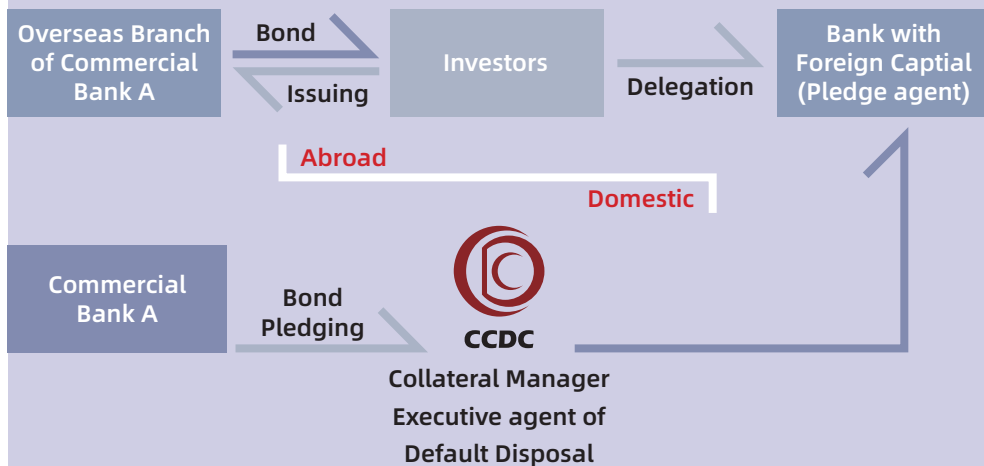 Overseas Branch
of Commercial
Bank A
Bond
Issuing
Investors
Delegation
Bank with
Foreign Captial
(Pledge agent)
Abroad
Domestic
Commercial
Bank A
Bond
Pledging
CCDC
Collateral Manager
Executive agent of
Default Disposal